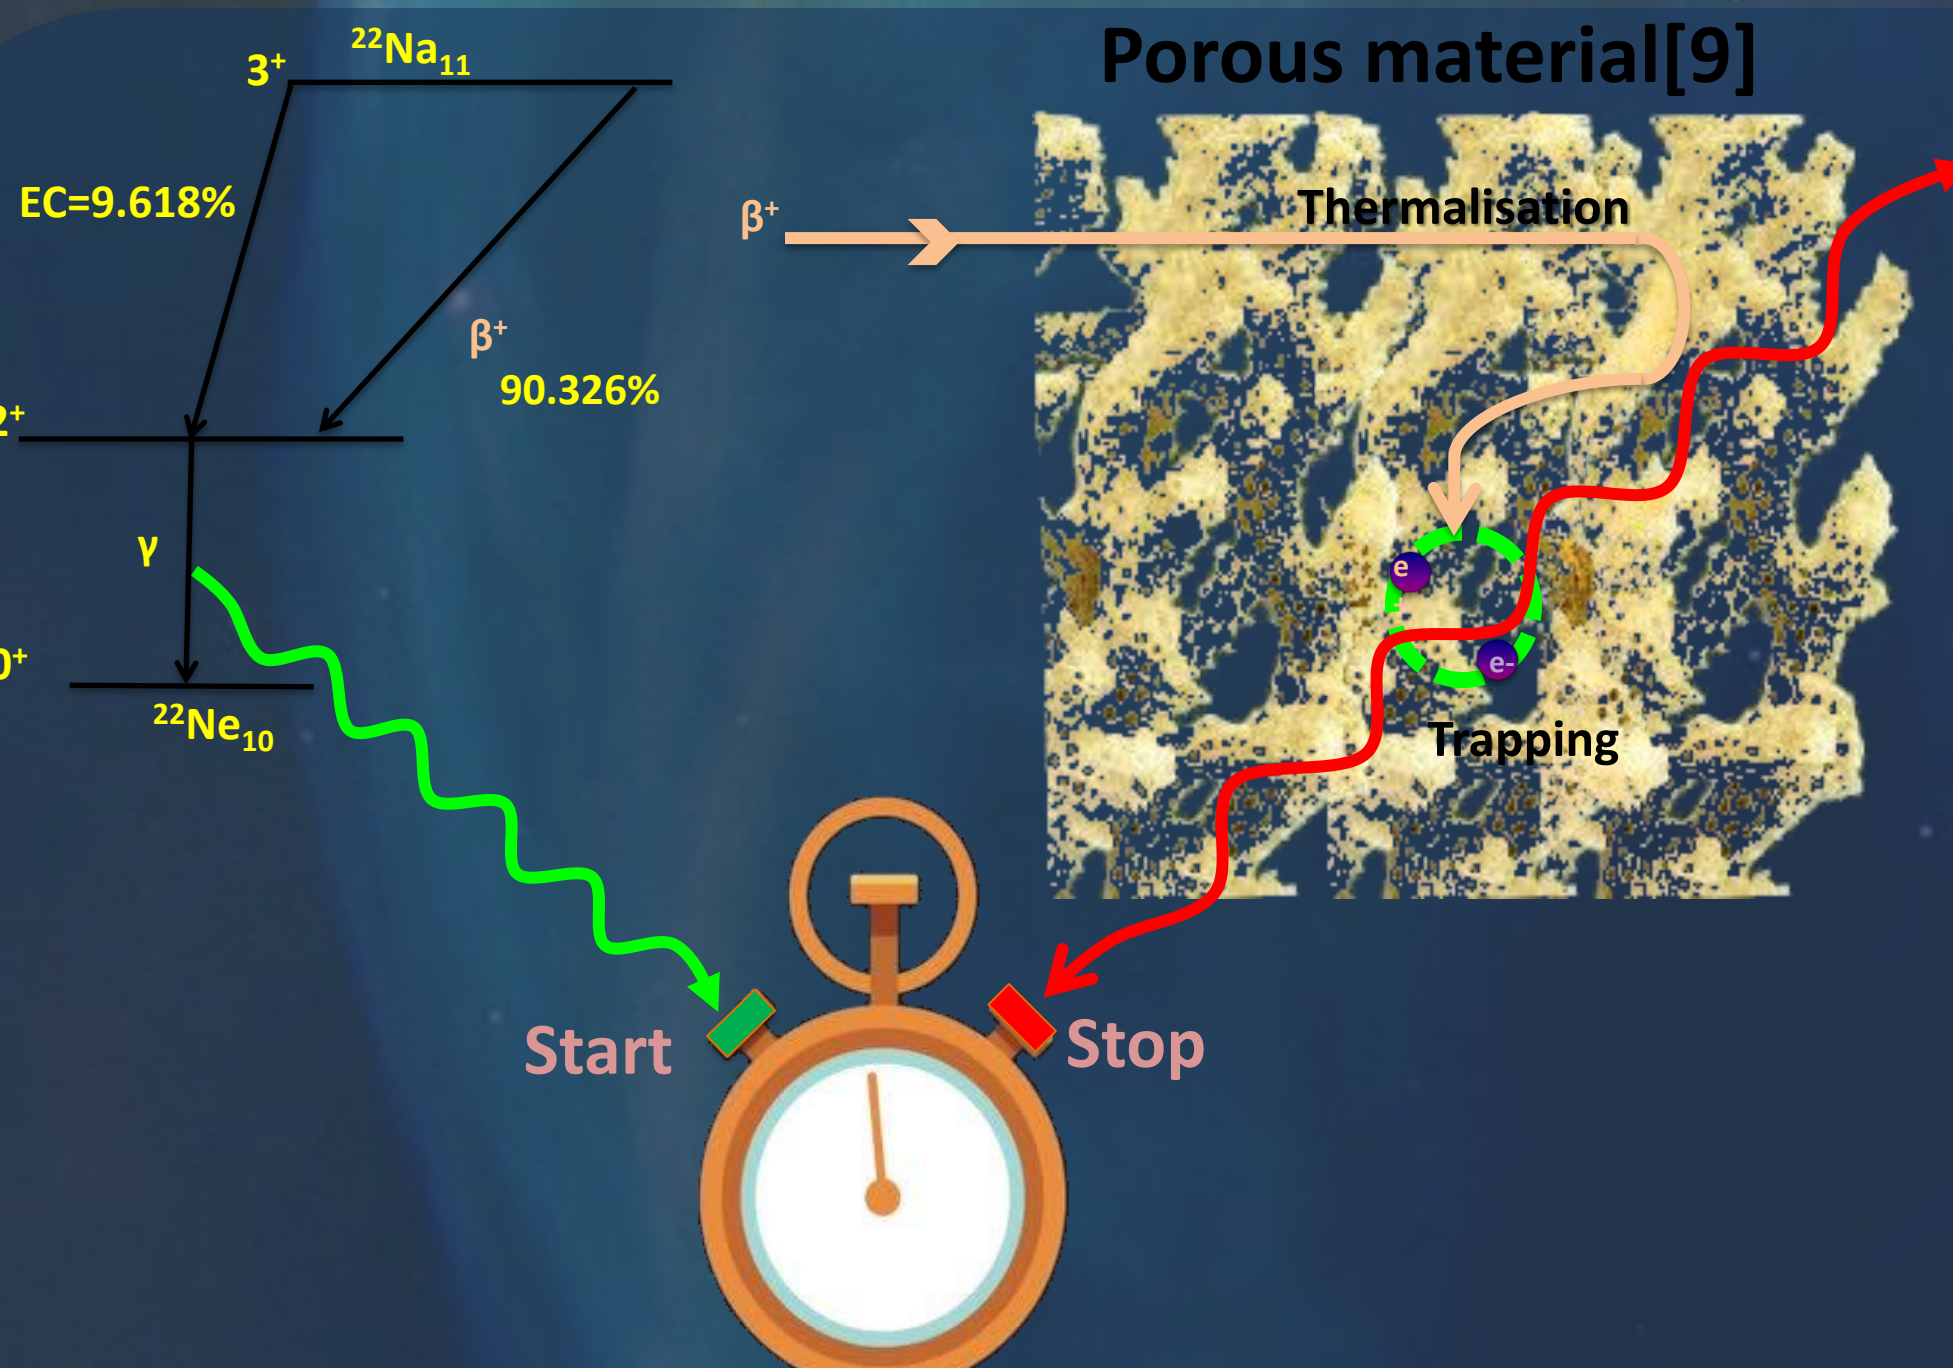 ²²Na₁₁
3⁺
Porous material[9]
EC=9.618%
β⁺
Thermalisation
β⁺
90.326%
2⁺
γ
e
e-
0⁺
²²Ne₁₀
Trapping
Start
Stop